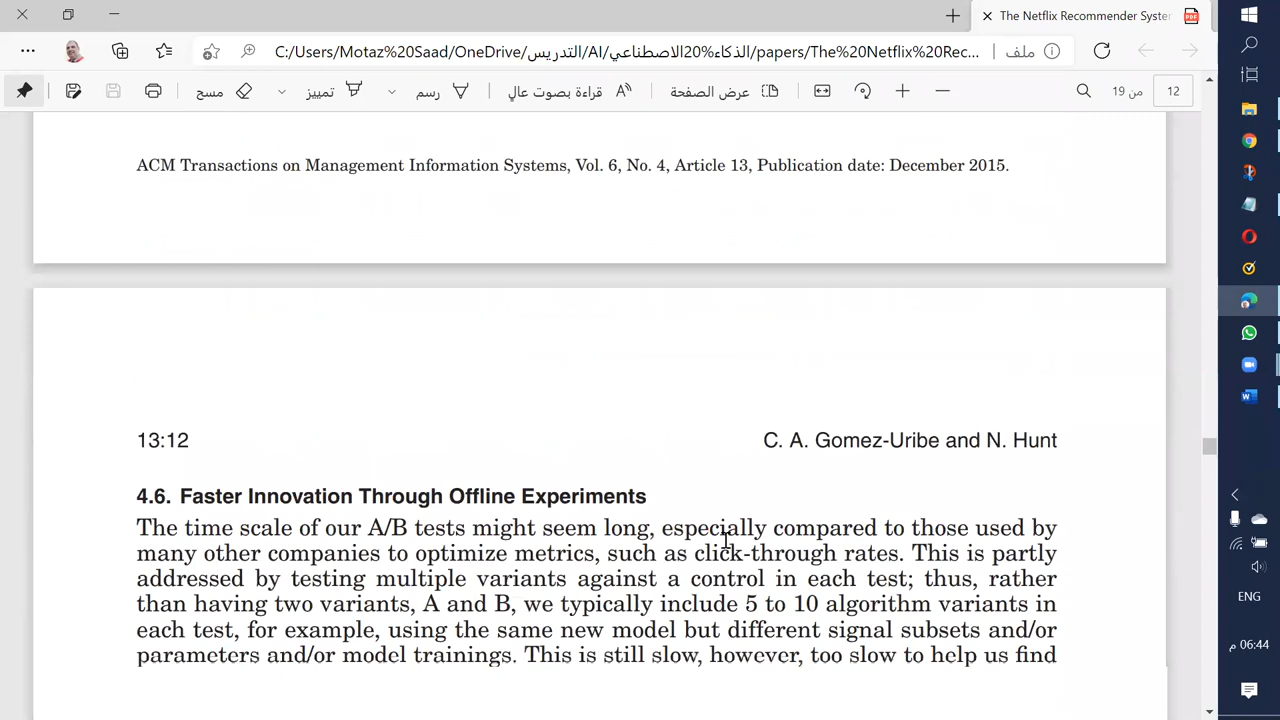 The Netflix Recommender Syste
C:/Users/Motaz%20Saad/OneDrive/التدريس/AI/الذكاء%20الاصطناعي/papers/The%20Netflix%20Rec...
ملف
مسح
تمييز
رسم
قراءة بصوت عالٍ
عرض الصفحة
12 من 19
ACM Transactions on Management Information Systems, Vol. 6, No. 4, Article 13, Publication date: December 2015.
13:12
C. A. Gomez-Uribe and N. Hunt
4.6. Faster Innovation Through Offline Experiments
The time scale of our A/B tests might seem long, especially compared to those used by
many other companies to optimize metrics, such as click-through rates. This is partly
addressed by testing multiple variants against a control in each test; thus, rather
than having two variants, A and B, we typically include 5 to 10 algorithm variants in
each test, for example, using the same new model but different signal subsets and/or
parameters and/or model trainings. This is still slow, however, too slow to help us find
ENG
06:44 م